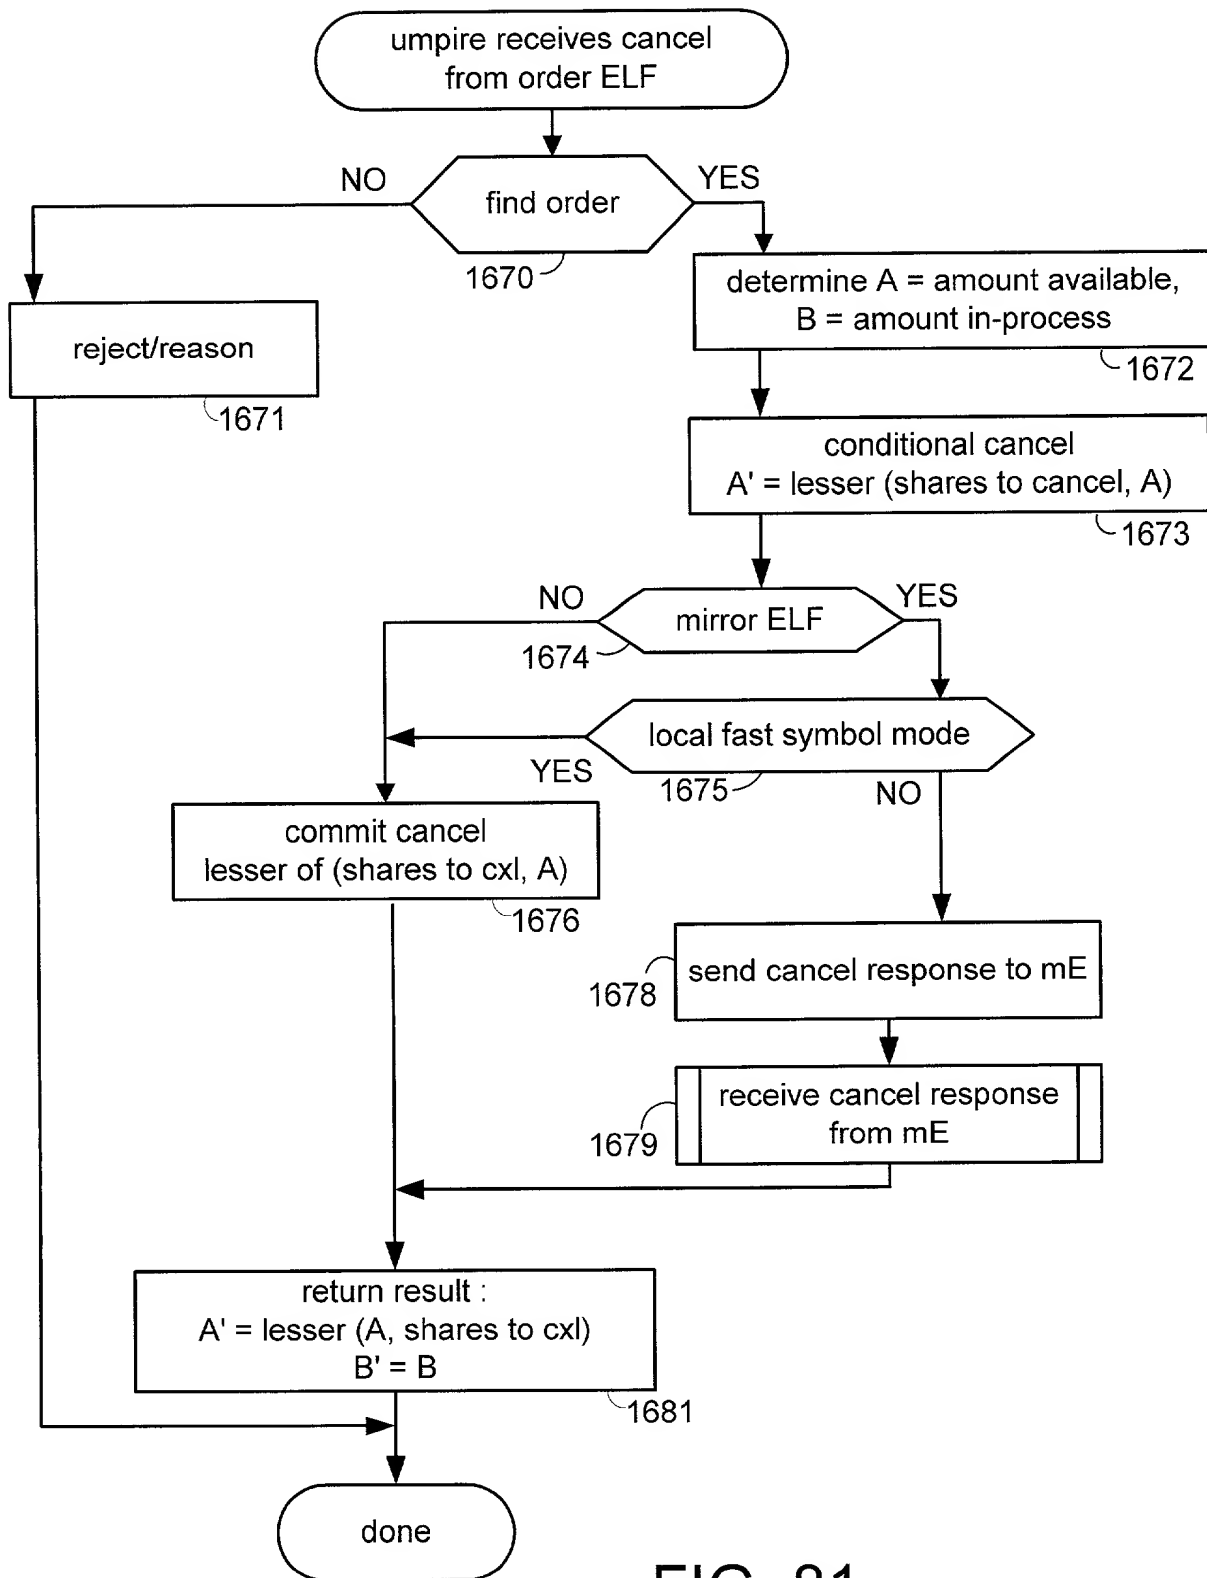 umpire receives cancel
from order ELF
NO
YES
find order
1670
determine A = amount available,
B = amount in-process
1672
reject/reason
1671
conditional cancel
A' = lesser (shares to cancel, A)
1673
NO
YES
mirror ELF
1674
local fast symbol mode
YES
1675
NO
commit cancel
lesser of (shares to cxl, A)
1676
send cancel response to mE
1678
receive cancel response
from mE
1679
return result :
A' = lesser (A, shares to cxl)
B' = B
1681
done
FIG. 81